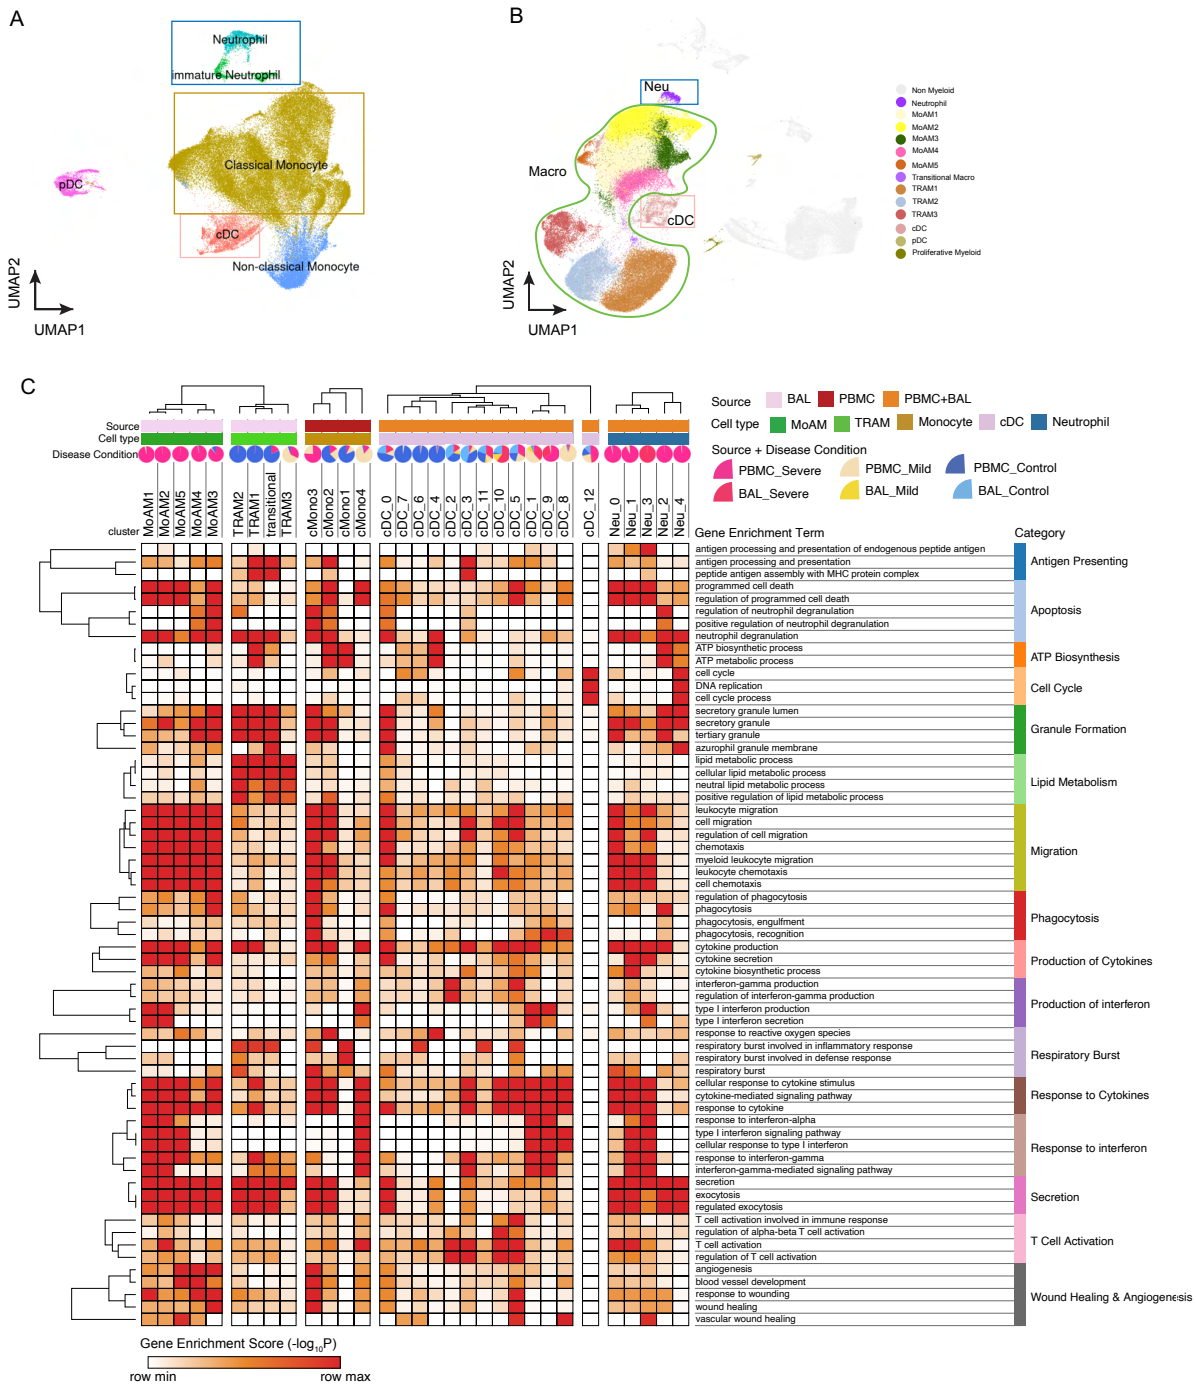 A
Neutrophil
immature Neutrophil
Classical Monocyte
pDC
cDC
Non-classical Monocyte
UMAP2
UMAP1
B
Neu
Macro
cDC
UMAP2
UMAP1
Non Myeloid
Neutrophil
MoAM1
MoAM2
MoAM3
MoAM4
MoAM5
Transitional Macro
TRAM1
TRAM2
TRAM3
cDC
pDC
Proliferative Myeloid
C
Source
Cell type
Disease Condition
cluster
Source BAL PBMC PBMC+BAL
Cell type MoAM TRAM Monocyte cDC Neutrophil
Source + Disease Condition
PBMC_Severe PBMC_Mild PBMC_Control
BAL_Severe BAL_Mild BAL_Control
MoAM1 MoAM2 MoAM5 MoAM4 MoAM3 TRAM2 TRAM1 transitional TRAM3 cMono3 cMono2 cMono1 cMono4 cDC_0 cDC_7 cDC_6 cDC_4 cDC_2 cDC_3 cDC_11 cDC_10 cDC_5 cDC_1 cDC_9 cDC_8 cDC_12 Neu_0 Neu_1 Neu_3 Neu_2 Neu_4
Gene Enrichment Term Category
antigen processing and presentation of endogenous peptide antigen
antigen processing and presentation
peptide antigen assembly with MHC protein complex
Antigen Presenting
programmed cell death
regulation of programmed cell death
regulation of neutrophil degranulation
positive regulation of neutrophil degranulation
neutrophil degranulation
Apoptosis
ATP biosynthetic process
ATP metabolic process
ATP Biosynthesis
cell cycle
DNA replication
cell cycle process
Cell Cycle
secretory granule lumen
secretory granule
tertiary granule
azurophil granule membrane
Granule Formation
lipid metabolic process
cellular lipid metabolic process
neutral lipid metabolic process
positive regulation of lipid metabolic process
Lipid Metabolism
leukocyte migration
cell migration
regulation of cell migration
chemotaxis
myeloid leukocyte migration
leukocyte chemotaxis
cell chemotaxis
Migration
regulation of phagocytosis
phagocytosis
phagocytosis, engulfment
phagocytosis, recognition
Phagocytosis
cytokine production
cytokine secretion
cytokine biosynthetic process
Production of Cytokines
interferon-gamma production
regulation of interferon-gamma production
type I interferon production
type I interferon secretion
Production of interferon
response to reactive oxygen species
respiratory burst involved in inflammatory response
respiratory burst involved in defense response
respiratory burst
Respiratory Burst
cellular response to cytokine stimulus
cytokine-mediated signaling pathway
response to cytokine
Response to Cytokines
response to interferon-alpha
type I interferon signaling pathway
cellular response to type I interferon
response to interferon-gamma
interferon-gamma-mediated signaling pathway
Response to interferon
secretion
exocytosis
regulated exocytosis
Secretion
T cell activation involved in immune response
regulation of alpha-beta T cell activation
T cell activation
regulation of T cell activation
T Cell Activation
angiogenesis
blood vessel development
response to wounding
wound healing
vascular wound healing
Wound Healing & Angiogenesis
Gene Enrichment Score (-log₁₀P)
row min row max